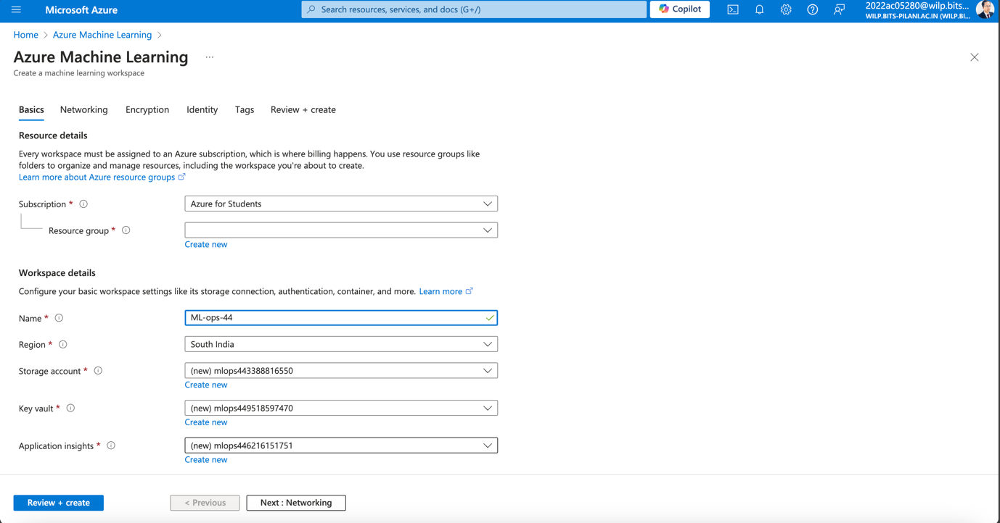 Microsoft Azure
Search resources, services, and docs (G+/)
Copilot
2022ac05280@wilp.bits...
WILP.BITS-PILANI.AC.IN (WILP.BI...
Home > Azure Machine Learning >
Azure Machine Learning ...
Create a machine learning workspace
Basics Networking Encryption Identity Tags Review + create
Resource details
Every workspace must be assigned to an Azure subscription, which is where billing happens. You use resource groups like
folders to organize and manage resources, including the workspace you're about to create.
Learn more about Azure resource groups
Subscription * Azure for Students
Resource group *
Create new
Workspace details
Configure your basic workspace settings like its storage connection, authentication, container, and more. Learn more
Name * ML-ops-44
Region * South India
Storage account * (new) mlops443388816550
Create new
Key vault * (new) mlops449518597470
Create new
Application insights * (new) mlops446216151751
Create new
Review + create < Previous Next : Networking